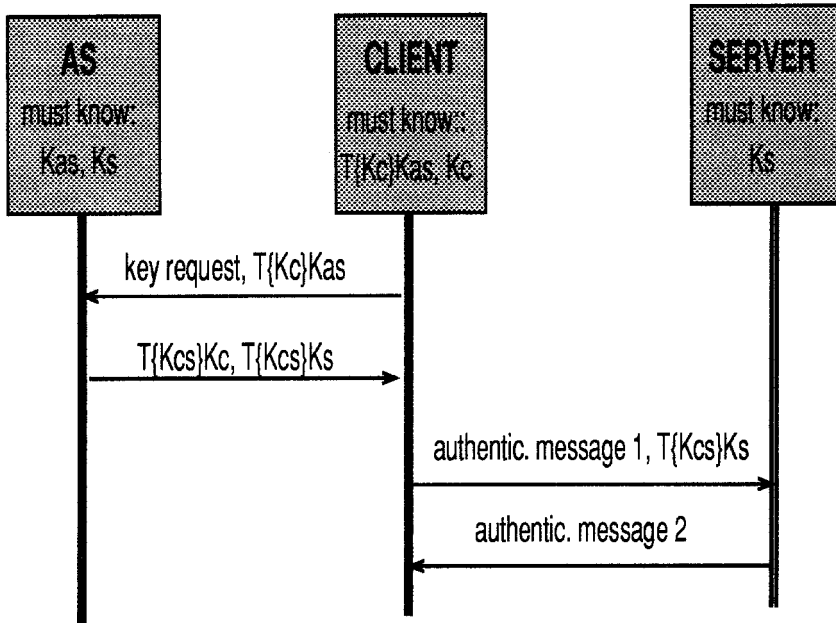 AS
must know:
Kas, Ks
CLIENT
must know::
T{Kc}Kas, Kc
SERVER
must know:
Ks
key request, T{Kc}Kas
T{Kcs}Kc, T{Kcs}Ks
authentic. message 1, T{Kcs}Ks
authentic. message 2